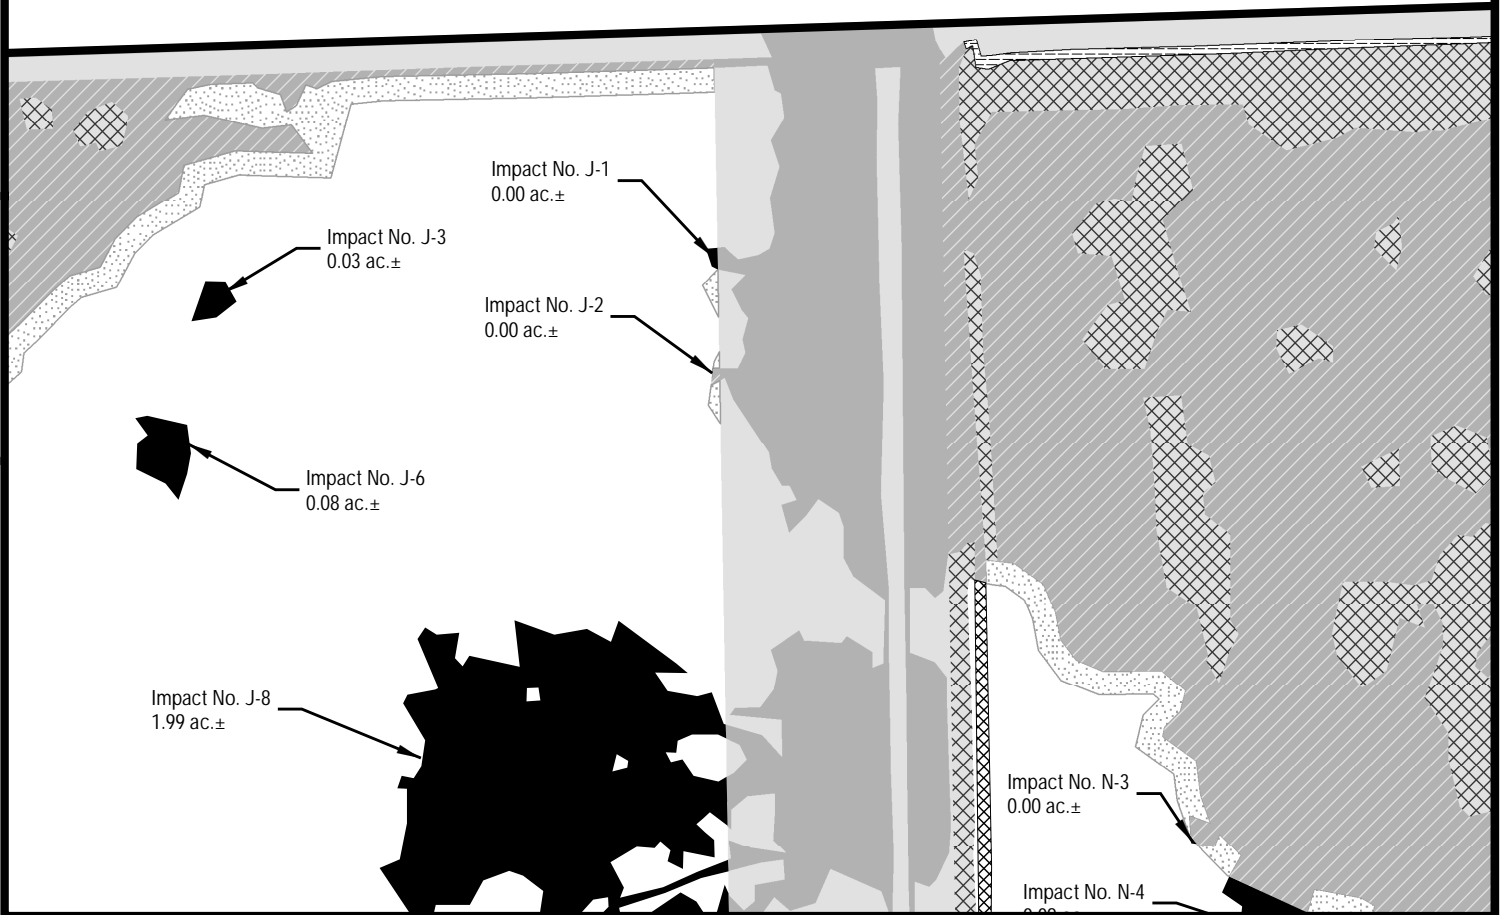 Impact No. J-1
0.00 ac.±
Impact No. J-3
0.03 ac.±
Impact No. J-2
0.00 ac.±
Impact No. J-6
0.08 ac.±
Impact No. J-8
1.99 ac.±
Impact No. N-3
0.00 ac.±
Impact No. N-4